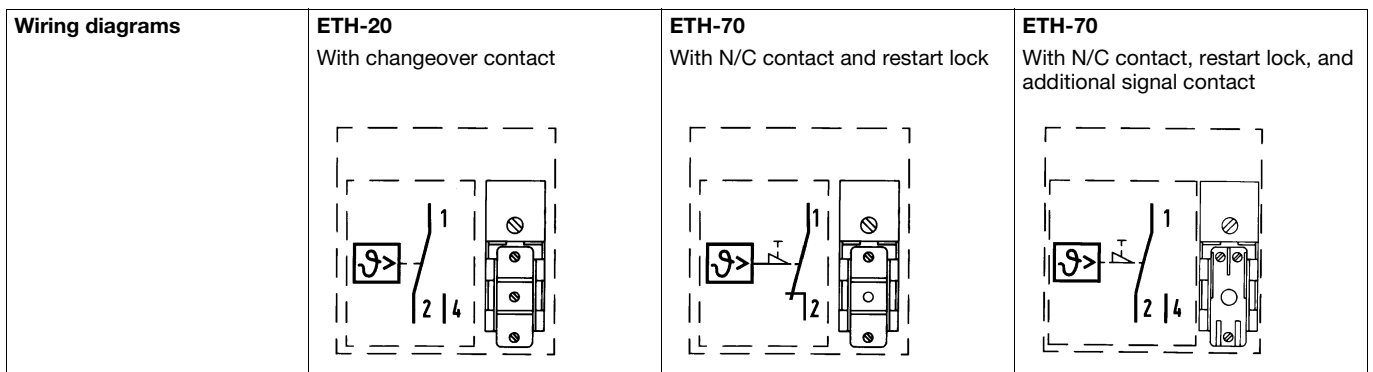 Wiring diagrams
ETH-20
With changeover contact
ETH-70
With N/C contact and restart lock
ETH-70
With N/C contact, restart lock, and
additional signal contact
1
ϑ>
2 4
1
ϑ>
2
1
ϑ>
2 4